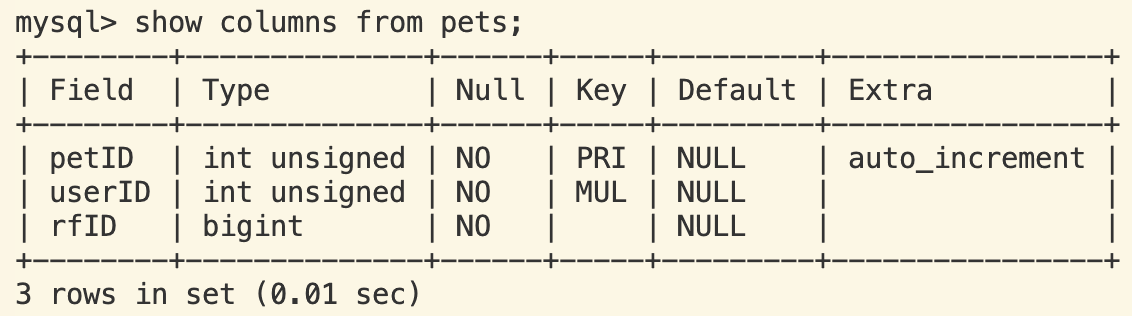 mysql> show columns from pets;
+--------+--------------+------+-----+---------+----------------+
| Field  | Type         | Null | Key | Default | Extra          |
+--------+--------------+------+-----+---------+----------------+
| petID  | int unsigned | NO   | PRI | NULL    | auto_increment |
| userID | int unsigned | NO   | MUL | NULL    |                |
| rfID   | bigint       | NO   |     | NULL    |                |
+--------+--------------+------+-----+---------+----------------+
3 rows in set (0.01 sec)